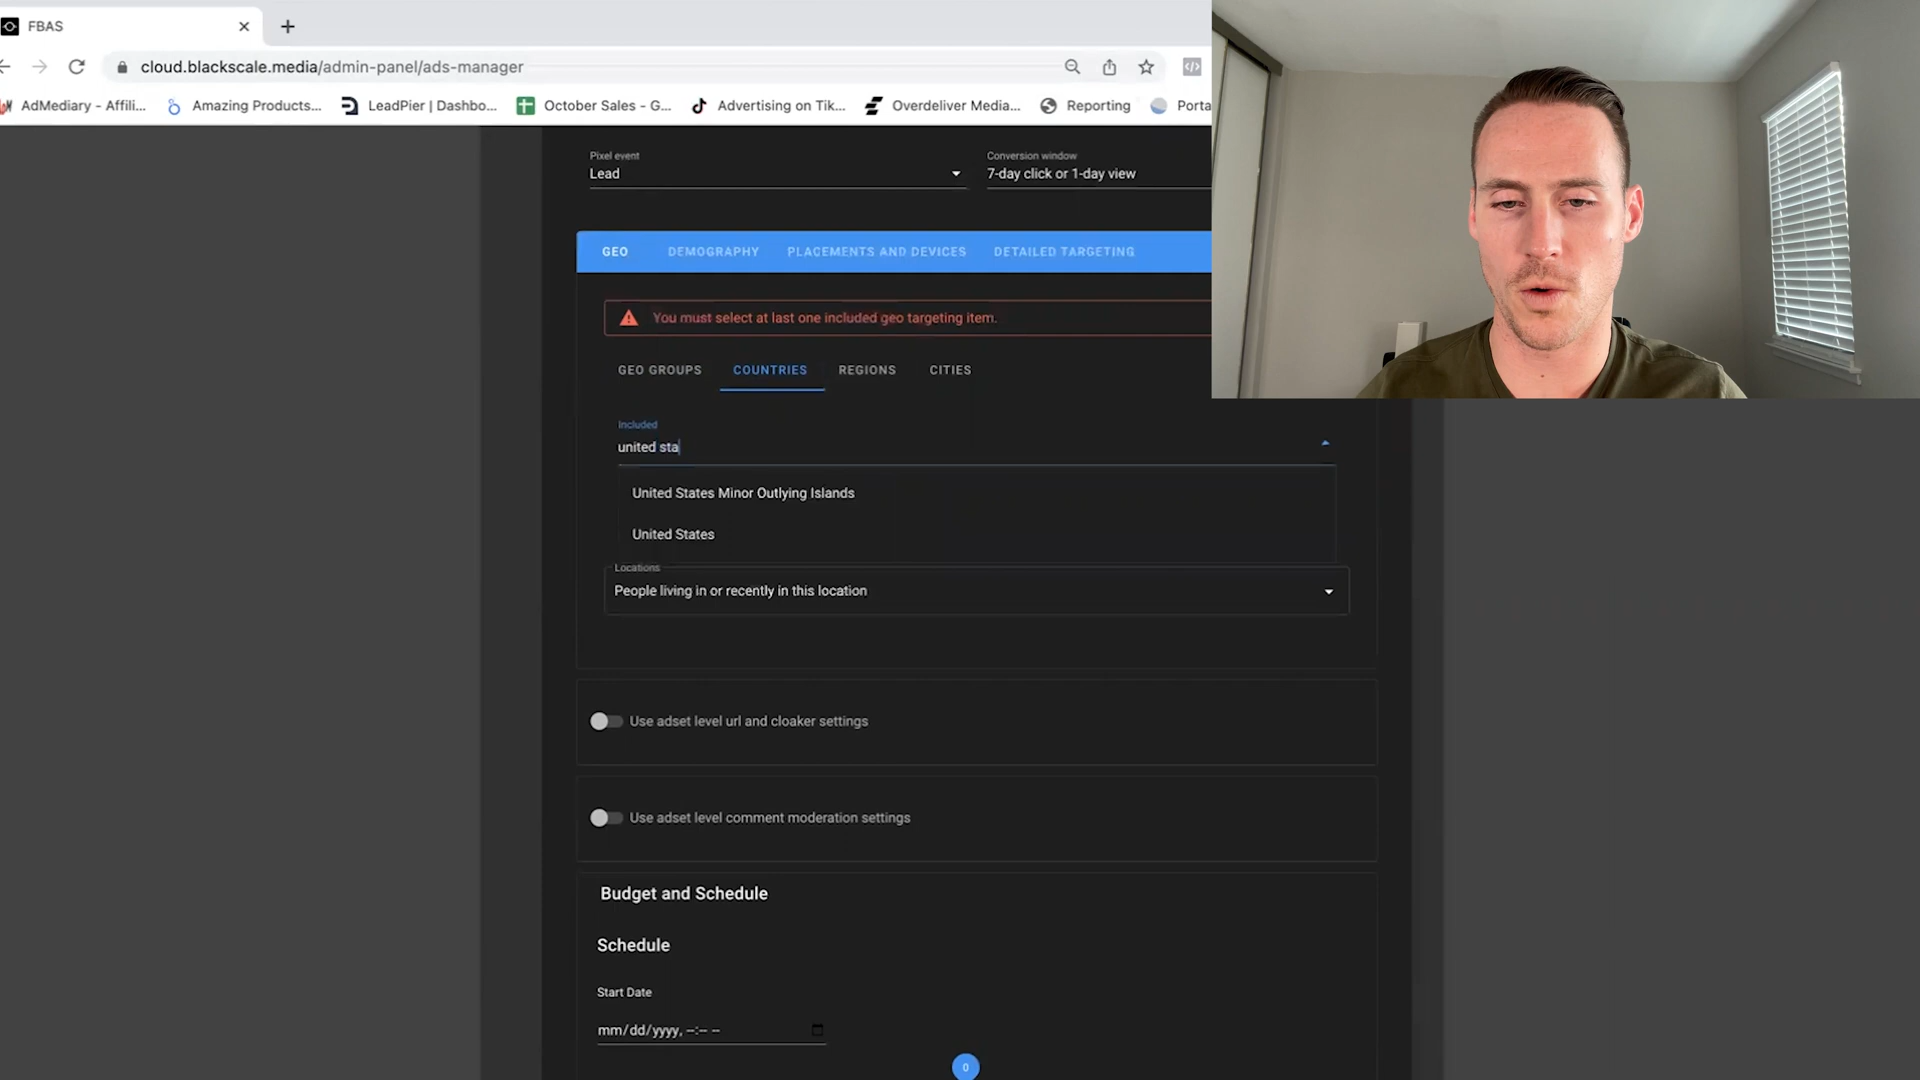 FBAS
cloud.blackscale.media/admin-panel/ads-manager
AdMediary - Affili...
Amazing Products...
LeadPier | Dashbo...
October Sales - G...
Advertising on Tik...
Overdeliver Media...
Reporting
Porta
Pixel event
Lead
Conversion window
7-day click or 1-day view
GEO
DEMOGRAPHY
PLACEMENTS AND DEVICES
DETAILED TARGETING
You must select at last one included geo targeting item.
GEO GROUPS
COUNTRIES
REGIONS
CITIES
Included
united sta
United States Minor Outlying Islands
United States
Locations
People living in or recently in this location
Use adset level url and cloaker settings
Use adset level comment moderation settings
Budget and Schedule
Schedule
Start Date
mm/dd/yyyy, --:-- --
0